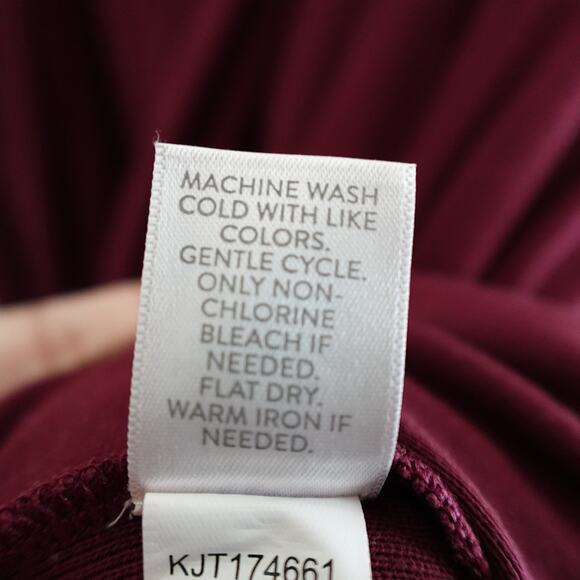 MACHINE WASH
COLD WITH LIKE
COLORS.
GENTLE CYCLE.
ONLY NON-
CHLORINE
BLEACH IF
NEEDED.
FLAT DRY.
WARM IRON IF
NEEDED.
KJT174661